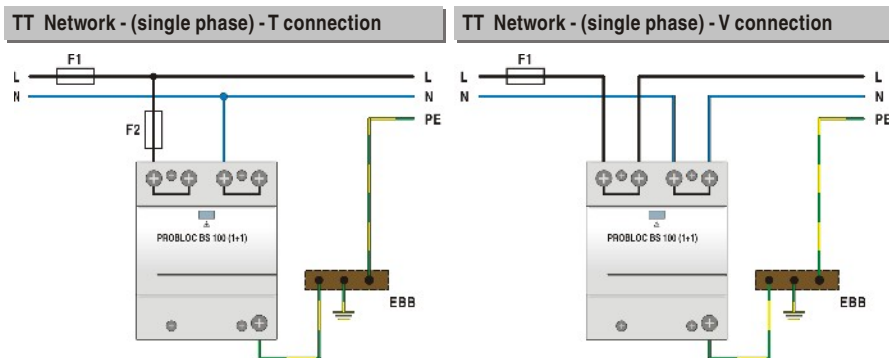 TT Network - (single phase) - T connection
F1
L
L
N
N
PE
F2
PROBLOC BS 100 (1+1)
EBB
TT Network - (single phase) - V connection
F1
L
L
N
N
PE
PROBLOC BS 100 (1+1)
EBB